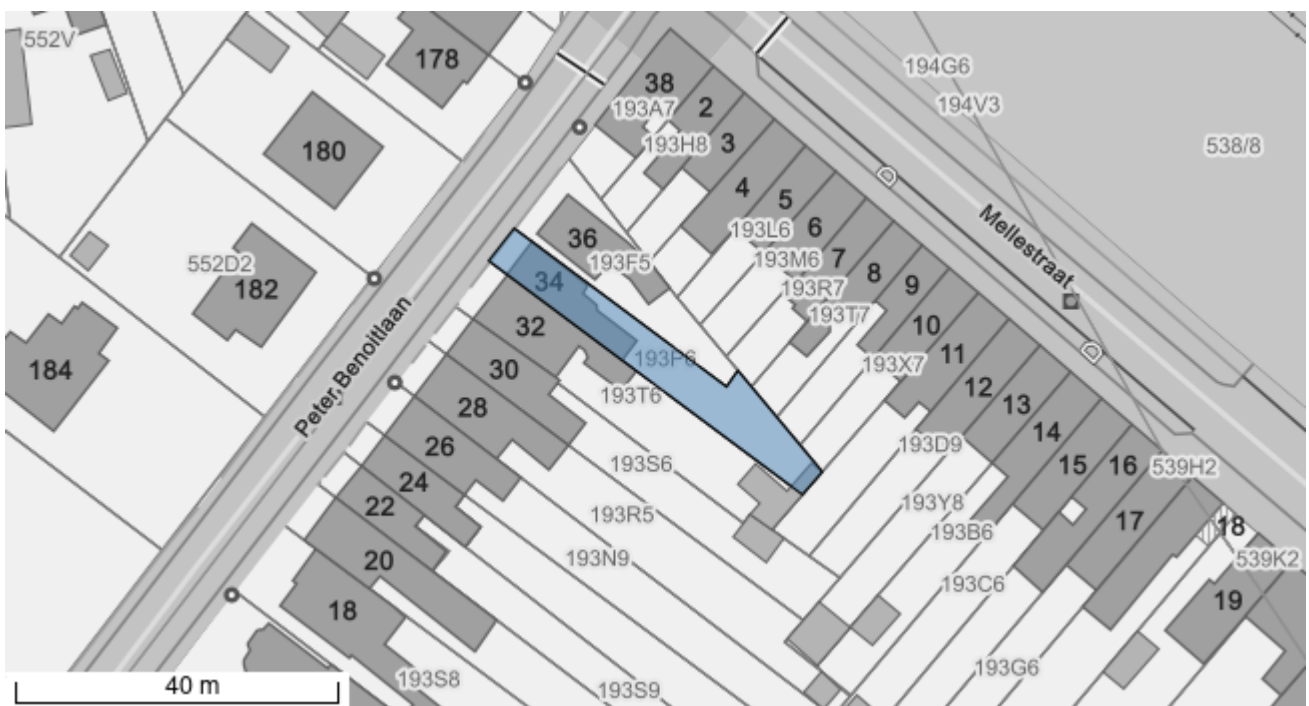 552V
178
38
193A7
2
193H8
3
194G6
194V3
538/8
180
4
5
193L6
6
193M6
7
193R7
8
193T7
9
Mellestraat
36
193F5
552D2
182
34
32
193P6
193T6
10
11
193X7
12
13
14
15
16
17
18
539H2
539K2
19
184
Peter Benoitlaan
30
28
26
24
22
20
18
193S6
193R5
193N9
193D9
193Y8
193B6
193C6
193G6
193S8
193S9
40 m